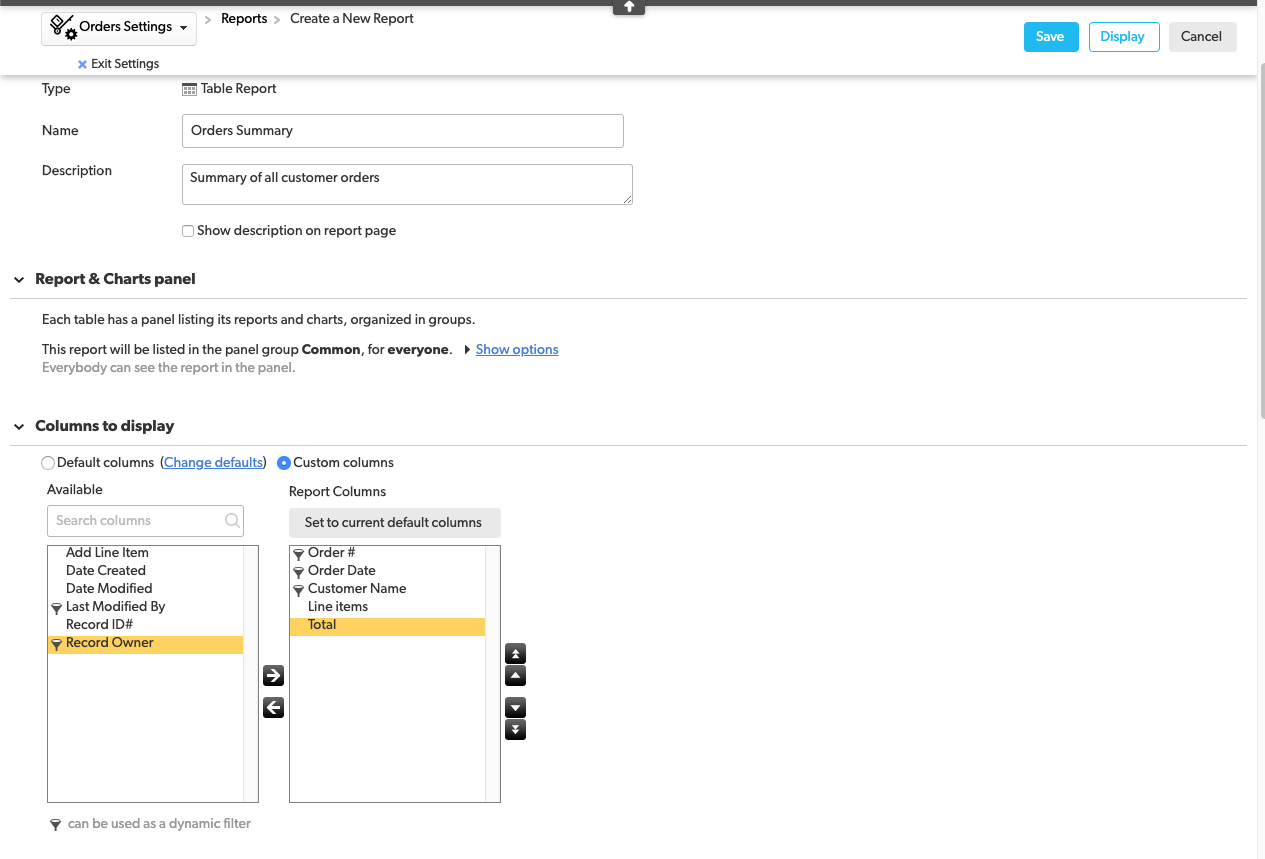 Orders Settings > Reports > Create a New Report
Save Display Cancel
Exit Settings
Type Table Report
Name Orders Summary
Description Summary of all customer orders
Show description on report page
Report & Charts panel
Each table has a panel listing its reports and charts, organized in groups.
This report will be listed in the panel group Common, for everyone. Show options
Everybody can see the report in the panel.
Columns to display
Default columns (Change defaults) Custom columns
Available
Search columns
Add Line Item
Date Created
Date Modified
Last Modified By
Record ID#
Record Owner
Report Columns
Set to current default columns
Order #
Order Date
Customer Name
Line items
Total
can be used as a dynamic filter